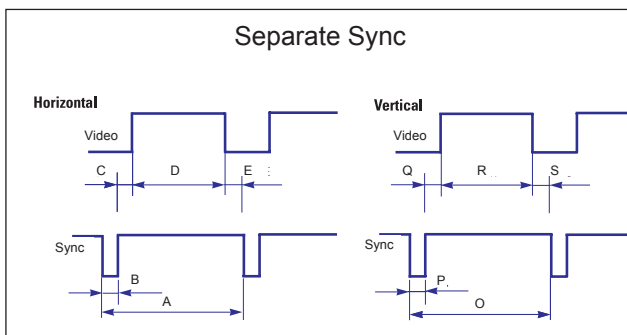 Separate Sync
Horizontal
Vertical
Video
Video
C
D
E
Q
R
S
Sync
Sync
B
P
A
O